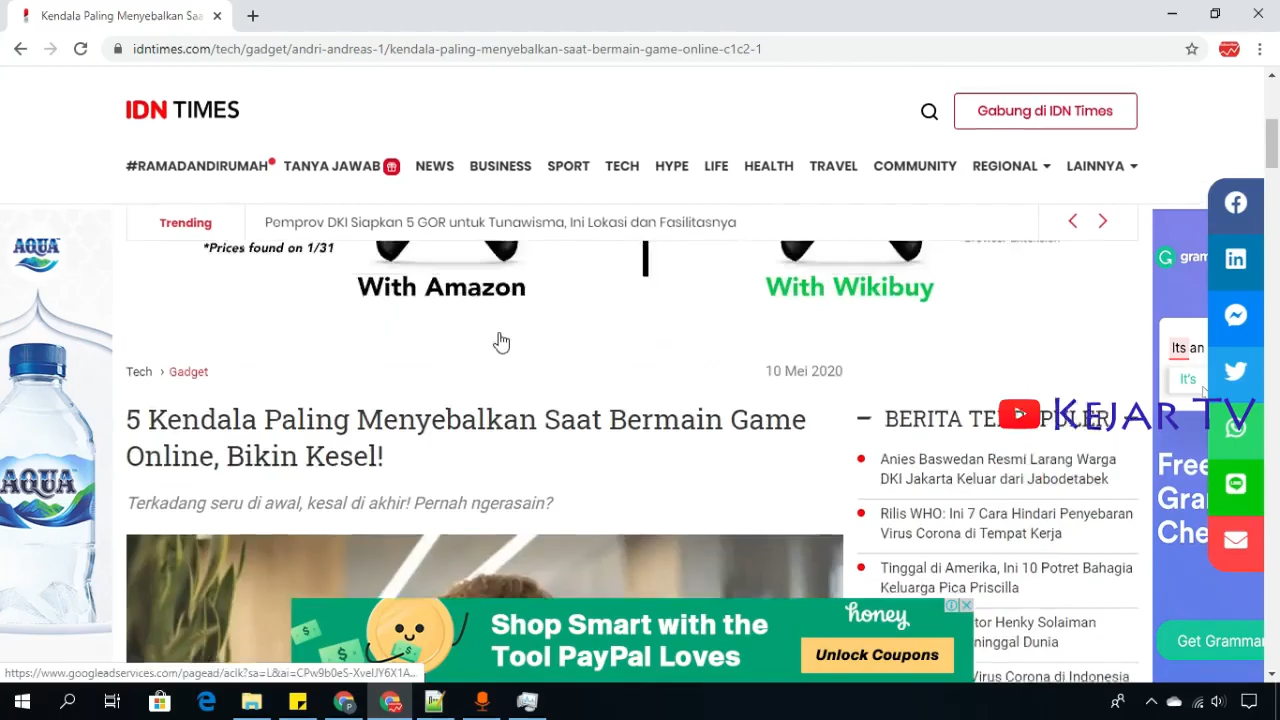 Kendala Paling Menyebalkan Saa
idntimes.com/tech/gadget/andri-andreas-1/kendala-paling-menyebalkan-saat-bermain-game-online-c1c2-1
IDN TIMES
Gabung di IDN Times
#RAMADANDIRUMAH TANYA JAWAB NEWS BUSINESS SPORT TECH HYPE LIFE HEALTH TRAVEL COMMUNITY REGIONAL LAINNYA
Trending
Pemprov DKI Siapkan 5 GOR untuk Tunawisma, Ini Lokasi dan Fasilitasnya
AQUA
*Prices found on 1/31
With Amazon
With Wikibuy
gram
Its an
It's
Tech › Gadget
10 Mei 2020
5 Kendala Paling Menyebalkan Saat Bermain Game
Online, Bikin Kesel!
Terkadang seru di awal, kesal di akhir! Pernah ngerasain?
KEJAR TV
BERITA TE
PULER
Anies Baswedan Resmi Larang Warga
DKI Jakarta Keluar dari Jabodetabek
Rilis WHO: Ini 7 Cara Hindari Penyebaran
Virus Corona di Tempat Kerja
Tinggal di Amerika, Ini 10 Potret Bahagia
Keluarga Pica Priscilla
tor Henky Solaiman
ninggal Dunia
Virus Corona di Indonesia
AQUA
Free
Gra
Che
Get Grammar
Shop Smart with the
Tool PayPal Loves
honey
Unlock Coupons
https://www.googleadservices.com/pagead/aclk?sa=L&ai=CPw9b0eS-XveIJY6X1A...